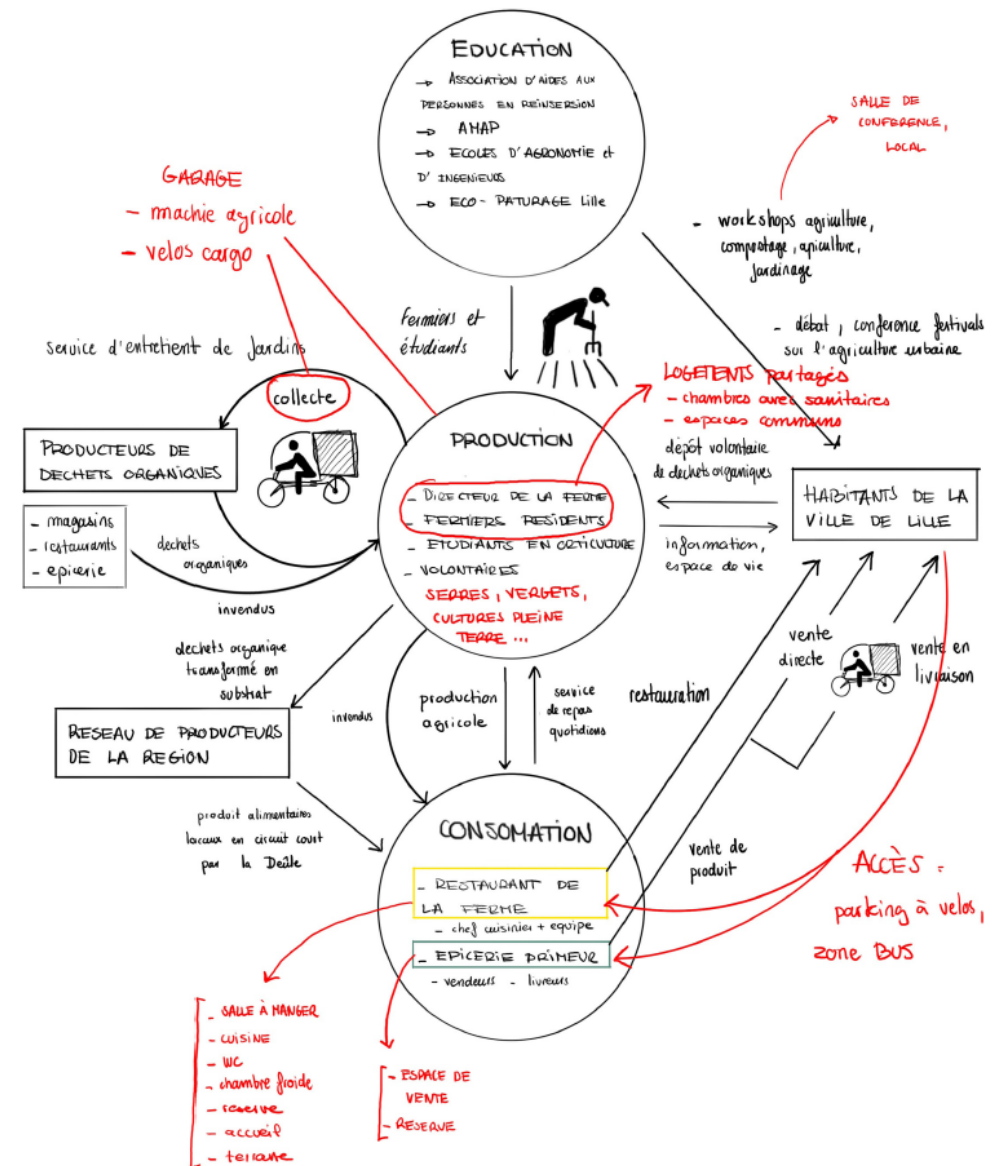 EDUCATION
→ ASSOCIATION D'AIDES AUX
PERSONNES EN REINSERSION
→ AMAP
→ ECOLES D'AGRONOMIE et
D'INGENIEURS
→ ECO-PATURAGE Lille
SALLE DE
CONFERENCE,
LOCAL
GARAGE
- machie agricole
- velos cargo
- workshops agriculture,
compostage, apiculture,
Jardinage
fermiers et
étudiants
- débat, conference festivals
sur l'agriculture urbaine
service d'entretient de Jardins
collecte
LOGEMENTS partagés
- chambres avec sanitaires
- espaces communs
PRODUCTEURS DE
DECHETS ORGANIQUES
- magasins
- restaurants
- epicerie
dechets
organiques
invendus
PRODUCTION
- DIRECTEUR DE LA FERME
- FERMIERS RESIDENTS
- ETUDIANTS EN ORTICULTURE
- VOLONTAIRES
SERRES, VERGETS,
CULTURES PLEINE
TERRE ...
dépôt volontaire
de dechets organiques
information,
espace de vie
HABITANTS DE LA
VILLE DE LILLE
dechets organique
transformé en
substrat
invendus
production
agricole
service
de repas
quotidiens
restauration
vente
directe
vente en
livraison
RESEAU DE PRODUCTEURS
DE LA REGION
produit alimentaires
locaux en circuit court
par la Deûle
CONSOMATION
- RESTAURANT DE
LA FERME
- chef cuisinier + equipe
- EPICERIE PRIMEUR
- vendeurs - livreurs
vente de
produit
ACCÈS =
parking à velos,
zone BUS
- SALLE À MANGER
- CUISINE
- WC
- chambre froide
- reserve
- accueil
- terrasse
- ESPACE DE
VENTE
- RESERVE